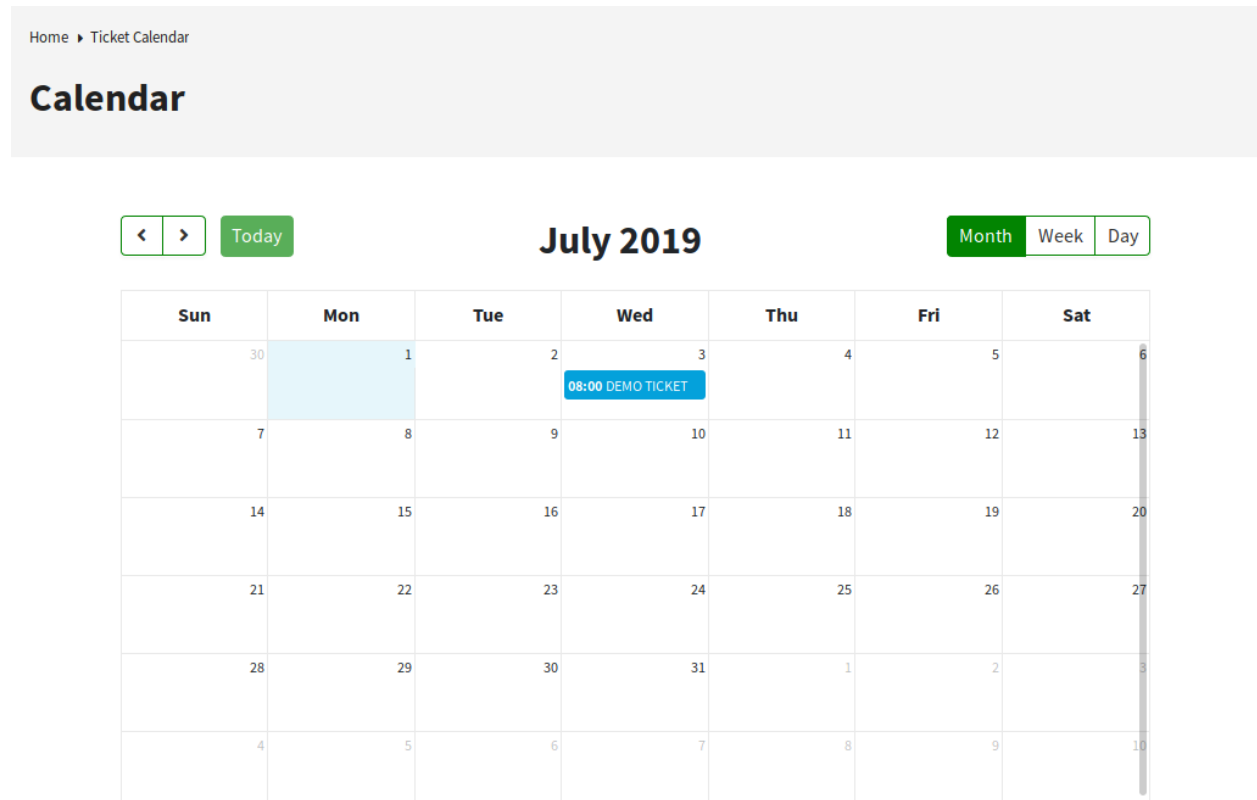 Home Ticket Calendar
Calendar
Today July 2019 Month Week Day
Sun Mon Tue Wed Thu Fri Sat
30 1 2 3 4 5 6
08:00 DEMO TICKET
7 8 9 10 11 12 13
14 15 16 17 18 19 20
21 22 23 24 25 26 27
28 29 30 31 1 2 3
4 5 6 7 8 9 10